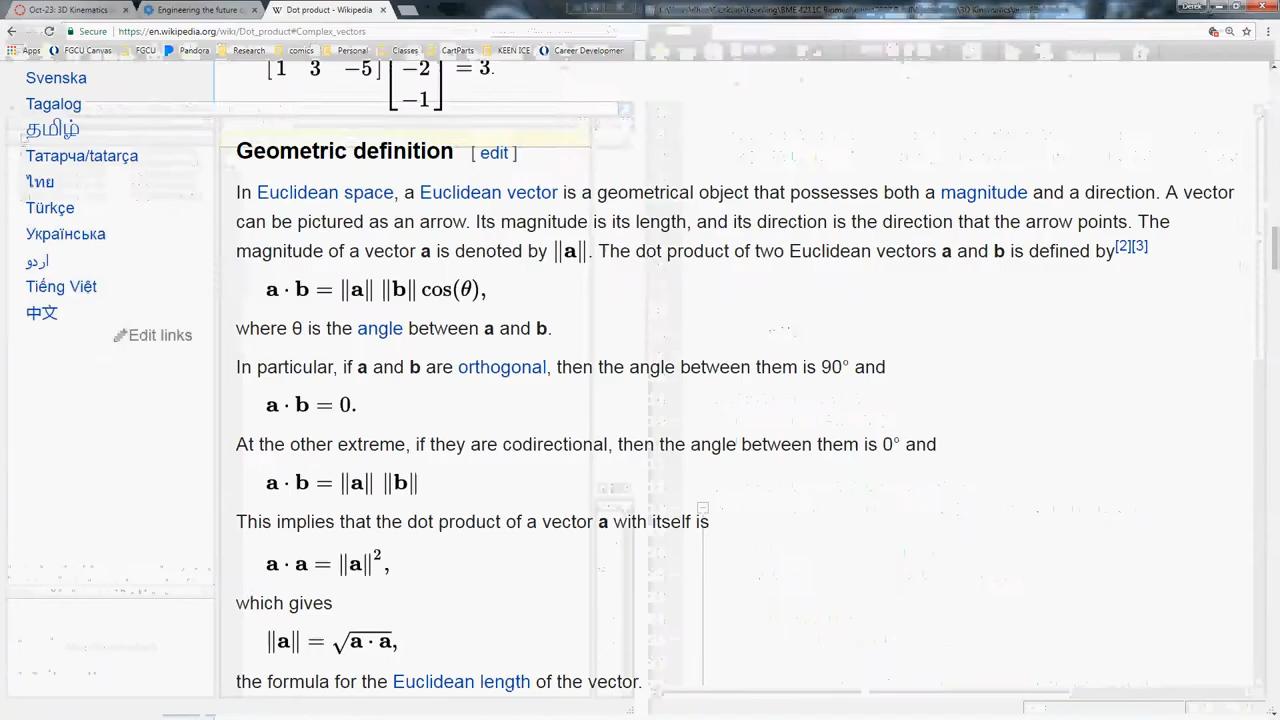 Oct-23: 3D Kinematics
Engineering the future c
Dot product - Wikipedia
Derek
Secure
https://en.wikipedia.org/wiki/Dot_product#Complex_vectors
Apps
FGCU Canvas
FGCU
Pandora
Research
comics
Personal
Classes
CartParts
KEEN ICE
Career Developmer
Svenska
Tagalog
தமிழ்
Татарча/tatarça
ไทย
Türkçe
Українська
اردو
Tiếng Việt
中文
Edit links
[1 3 −5] [−2 −1] = 3.
Geometric definition [ edit ]
In Euclidean space, a Euclidean vector is a geometrical object that possesses both a magnitude and a direction. A vector
can be pictured as an arrow. Its magnitude is its length, and its direction is the direction that the arrow points. The
magnitude of a vector a is denoted by ‖a‖. The dot product of two Euclidean vectors a and b is defined by[2][3]
a · b = ‖a‖ ‖b‖ cos(θ),
where θ is the angle between a and b.
In particular, if a and b are orthogonal, then the angle between them is 90° and
a · b = 0.
At the other extreme, if they are codirectional, then the angle between them is 0° and
a · b = ‖a‖ ‖b‖
This implies that the dot product of a vector a with itself is
a · a = ‖a‖²,
which gives
‖a‖ = √a · a,
the formula for the Euclidean length of the vector.